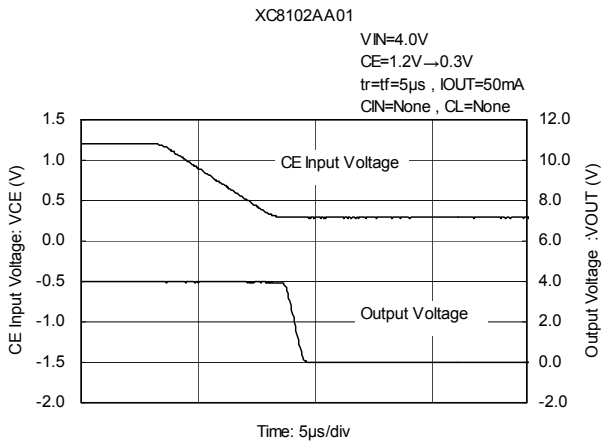 XC8102AA01
VIN=4.0V
CE=1.2V→0.3V
tr=tf=5μs , IOUT=50mA
CIN=None , CL=None
CE Input Voltage: VCE (V)
1.5
1.0
0.5
0.0
-0.5
-1.0
-1.5
-2.0
CE Input Voltage
Output Voltage
12.0
10.0
8.0
6.0
4.0
2.0
0.0
-2.0
Output Voltage :VOUT (V)
Time: 5μs/div